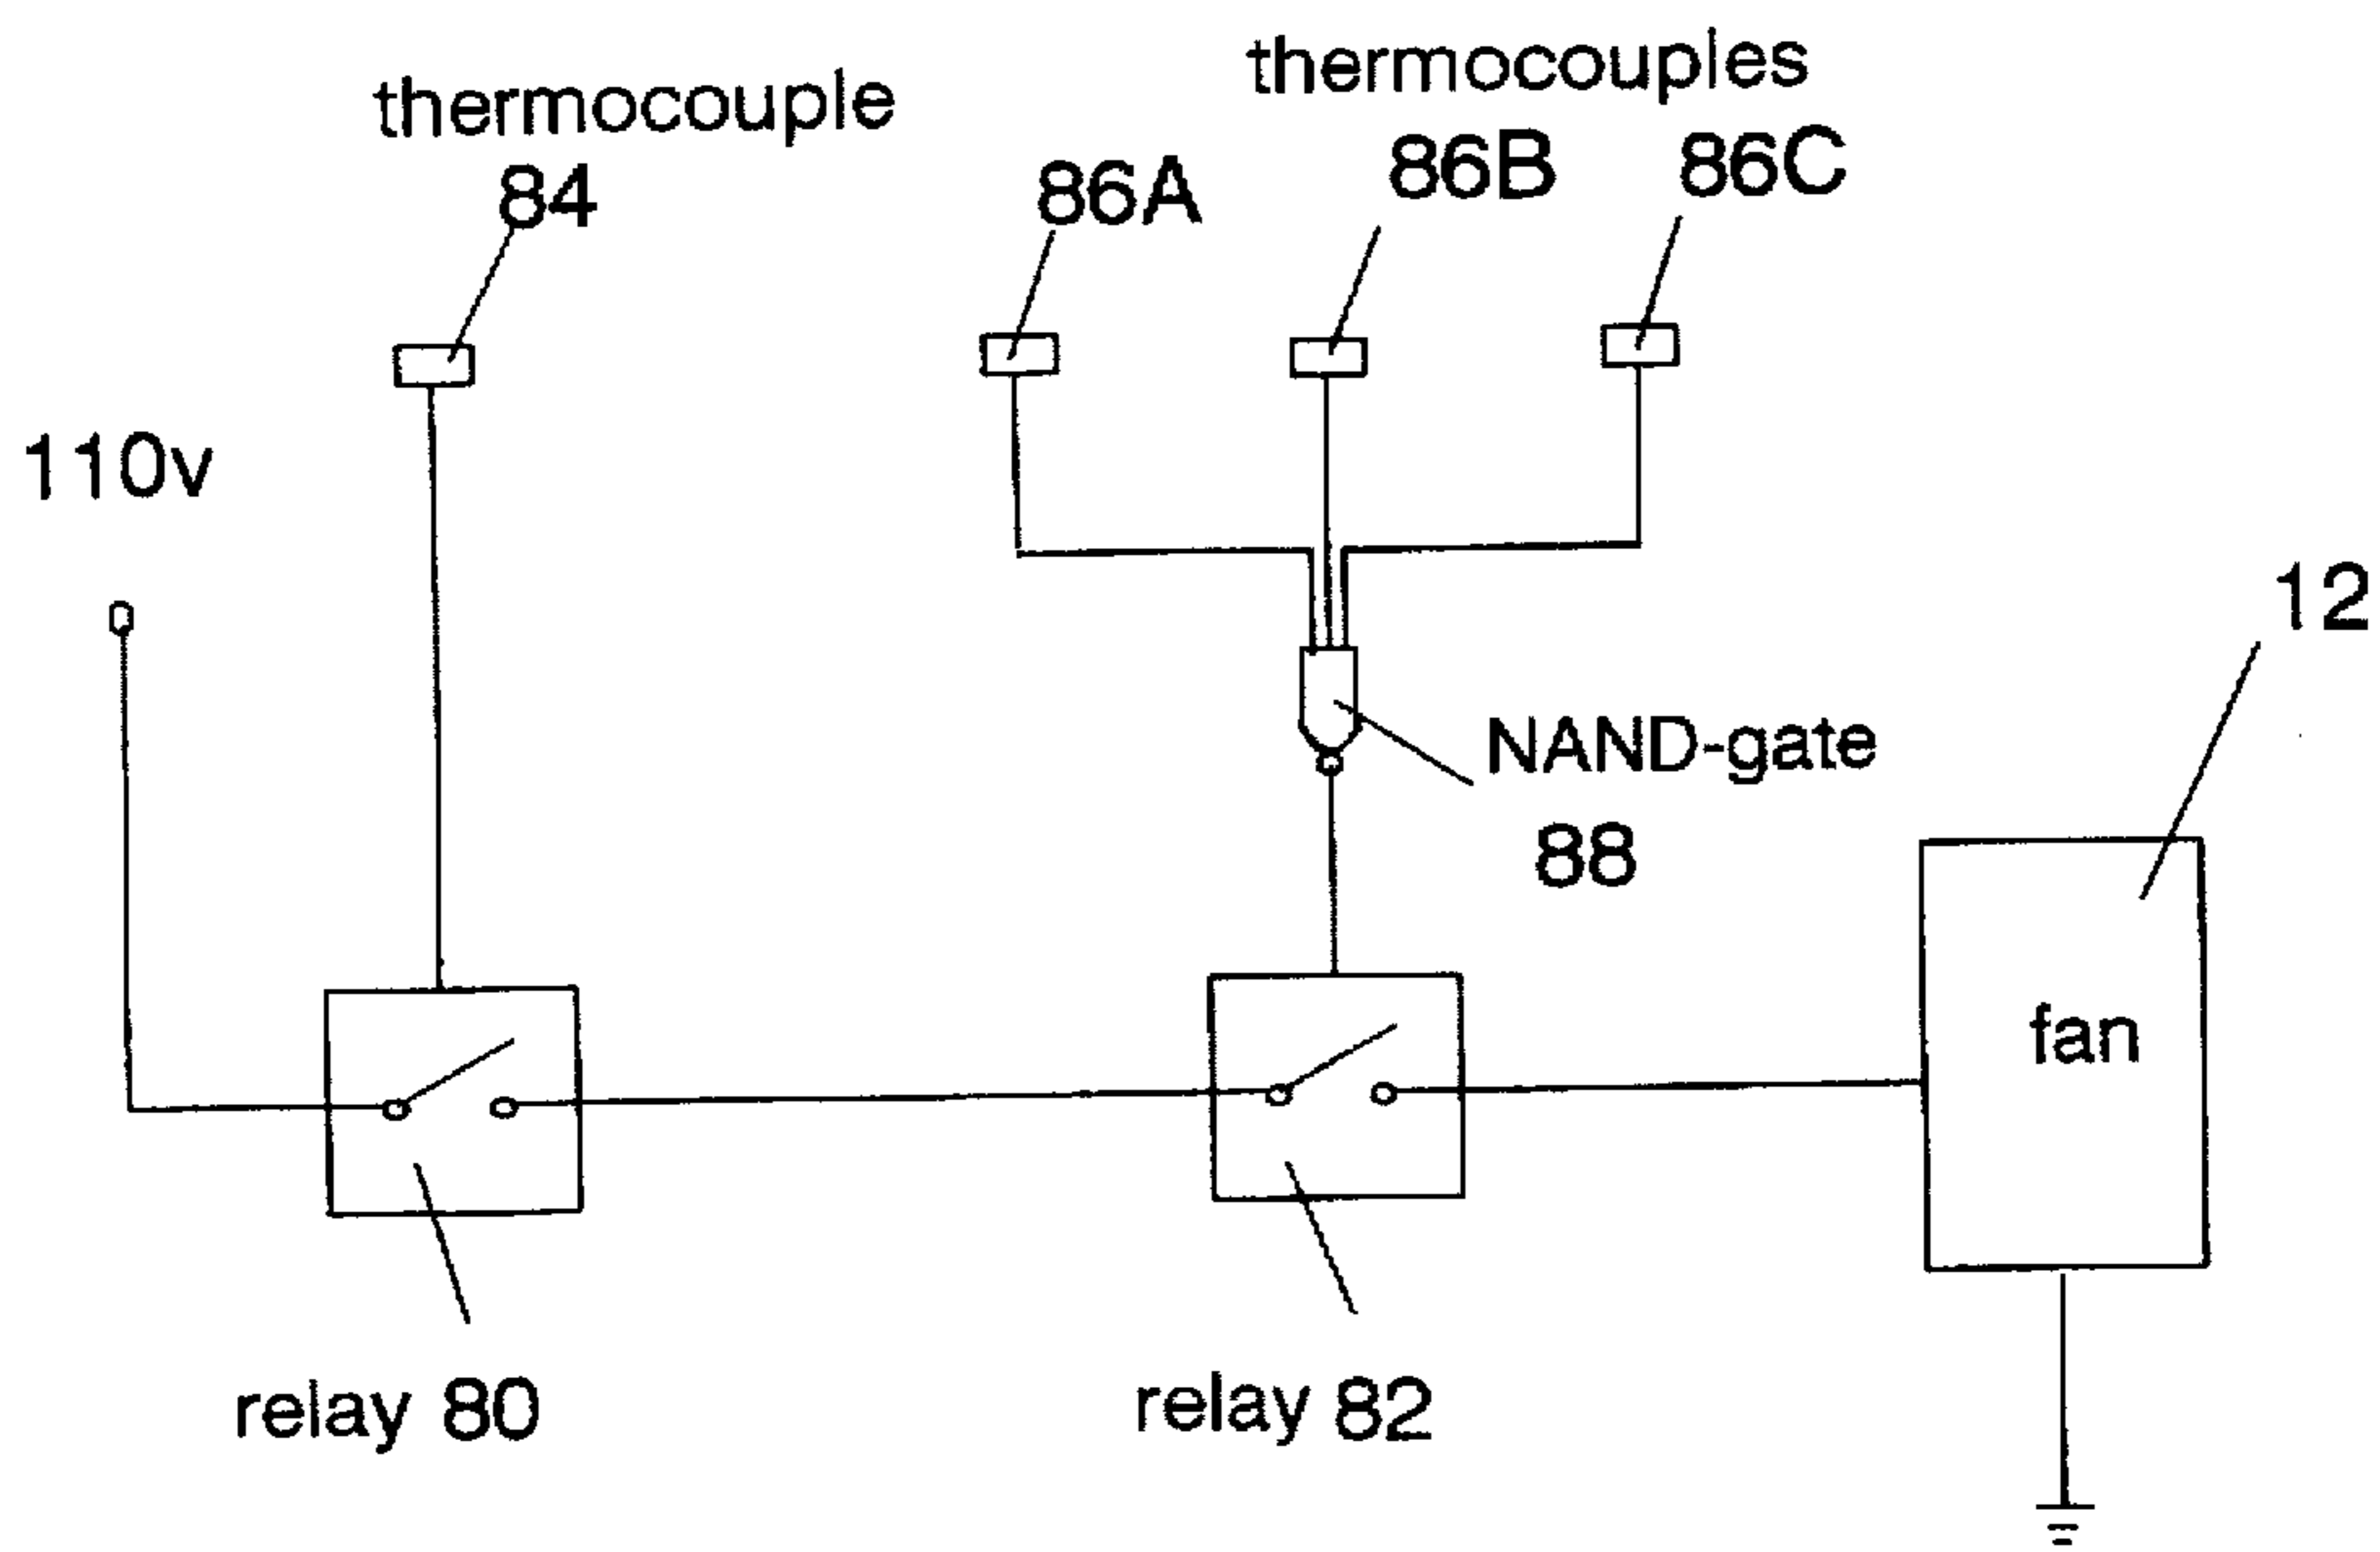 thermocouple
84
thermocouples
86A
86B
86C
110v
12
NAND-gate
88
fan
relay 80
relay 82